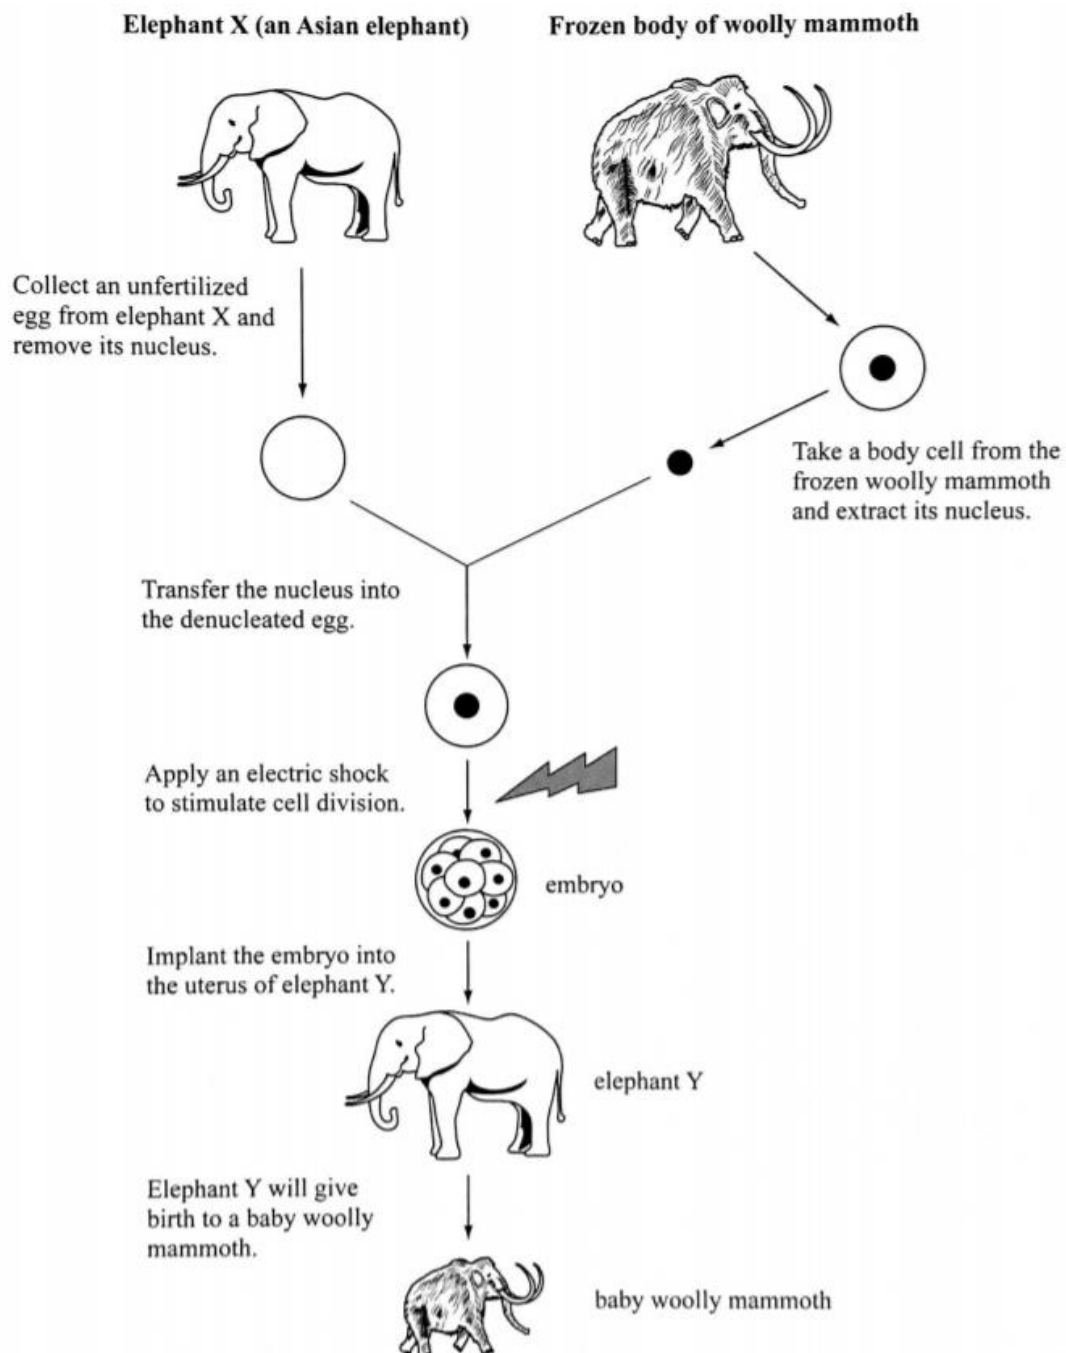 Elephant X (an Asian elephant)
Frozen body of woolly mammoth
Collect an unfertilized
egg from elephant X and
remove its nucleus.
Take a body cell from the
frozen woolly mammoth
and extract its nucleus.
Transfer the nucleus into
the denucleated egg.
Apply an electric shock
to stimulate cell division.
embryo
Implant the embryo into
the uterus of elephant Y.
elephant Y
Elephant Y will give
birth to a baby woolly
mammoth.
baby woolly mammoth